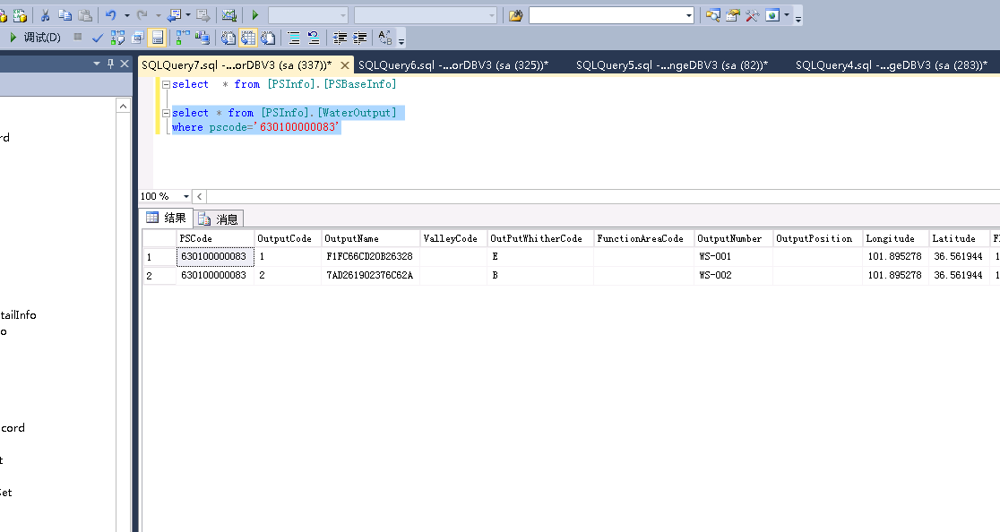 调试(D)
SQLQuery7.sql -...orDBV3 (sa (337))* SQLQuery6.sql -...orDBV3 (sa (325))* SQLQuery5.sql -...ngeDBV3 (sa (82))* SQLQuery4.sql -...geDBV3 (sa (283))*
select * from [PSInfo].[PSBaseInfo]
select * from [PSInfo].[WaterOutput]
where pscode='630100000083'
rd
tailInfo
o
cord
t
100 %
结果 消息
PSCode OutputCode OutputName ValleyCode OutPutWhitherCode FunctionAreaCode OutputNumber OutputPosition Longitude Latitude
1 630100000083 1 F1FC66CD20B26328 E WS-001 101.895278 36.561944 1
2 630100000083 2 7AD261902376C62A B WS-002 101.895278 36.561944 1